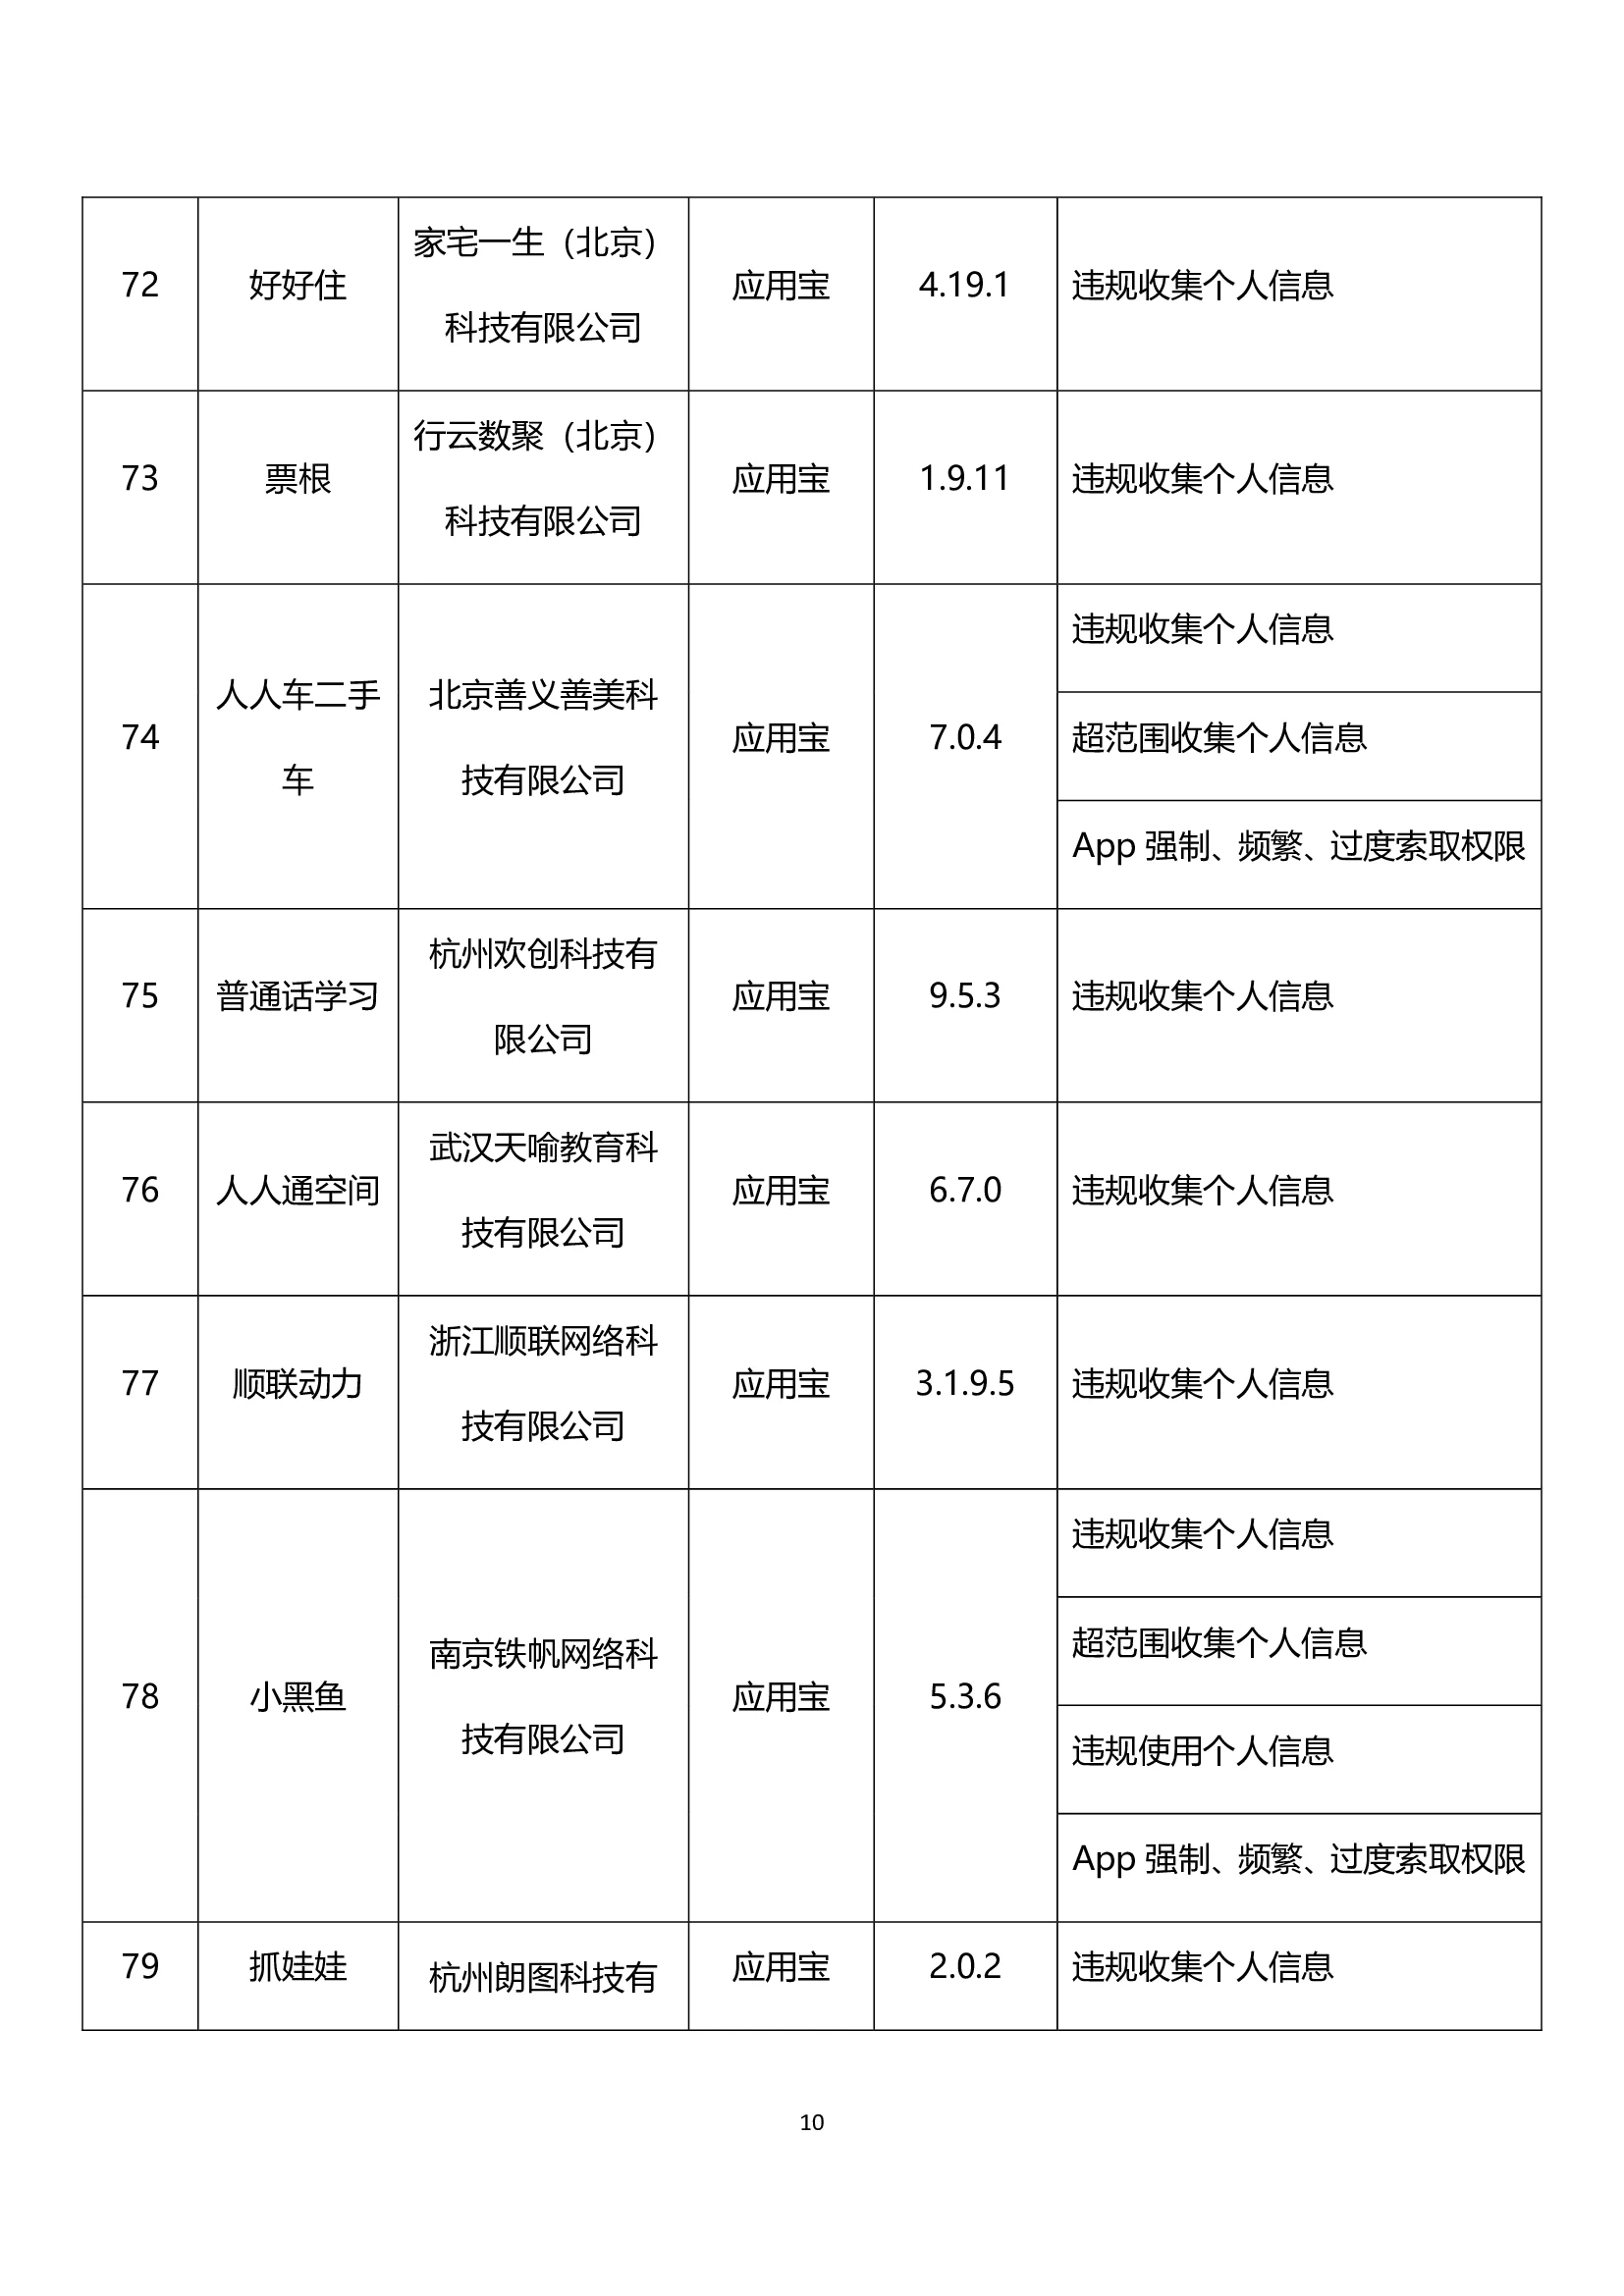 72 好好住 家宅一生（北京） 应用宝 4.19.1 违规收集个人信息
科技有限公司
73 票根 行云数聚（北京） 应用宝 1.9.11 违规收集个人信息
科技有限公司
74 人人车二手 北京善义善美科 应用宝 7.0.4 违规收集个人信息
车 技有限公司 超范围收集个人信息
App 强制、频繁、过度索取权限
75 普通话学习 杭州欢创科技有 应用宝 9.5.3 违规收集个人信息
限公司
76 人人通空间 武汉天喻教育科 应用宝 6.7.0 违规收集个人信息
技有限公司
77 顺联动力 浙江顺联网络科 应用宝 3.1.9.5 违规收集个人信息
技有限公司
78 小黑鱼 南京铁帆网络科 应用宝 5.3.6 违规收集个人信息
技有限公司 超范围收集个人信息
违规使用个人信息
App 强制、频繁、过度索取权限
79 抓娃娃 杭州朗图科技有 应用宝 2.0.2 违规收集个人信息
10